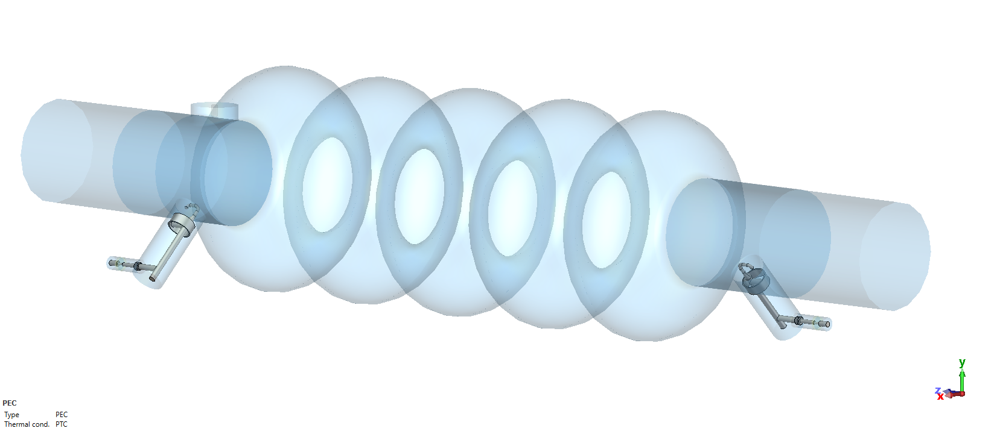 y
z
x
PEC
Type PEC
Thermal cond. PTC